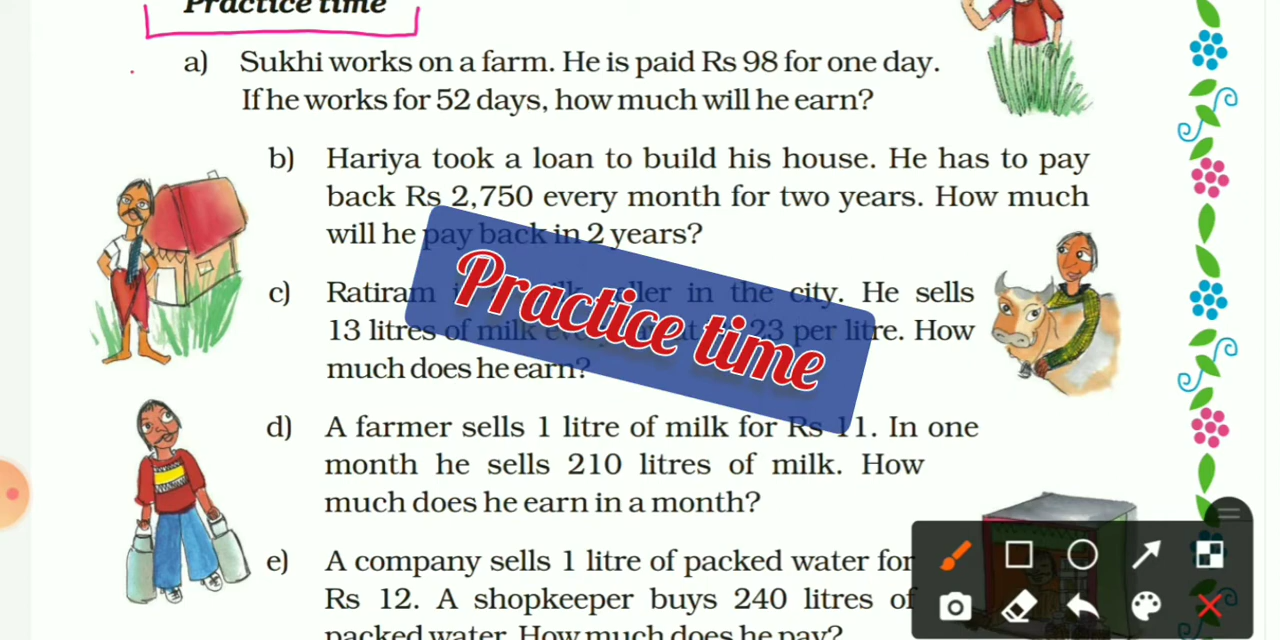 Practice time
a) Sukhi works on a farm. He is paid Rs 98 for one day.
If he works for 52 days, how much will he earn?
b) Hariya took a loan to build his house. He has to pay
back Rs 2,750 every month for two years. How much
will he pay back in 2 years?
c) Ratiram in the city. He sells
13 litres of milk 23 per litre. How
much does he earn?
Practice time
d) A farmer sells 1 litre of milk for Rs 11. In one
month he sells 210 litres of milk. How
much does he earn in a month?
e) A company sells 1 litre of packed water for
Rs 12. A shopkeeper buys 240 litres of
packed water. How much does he pay?